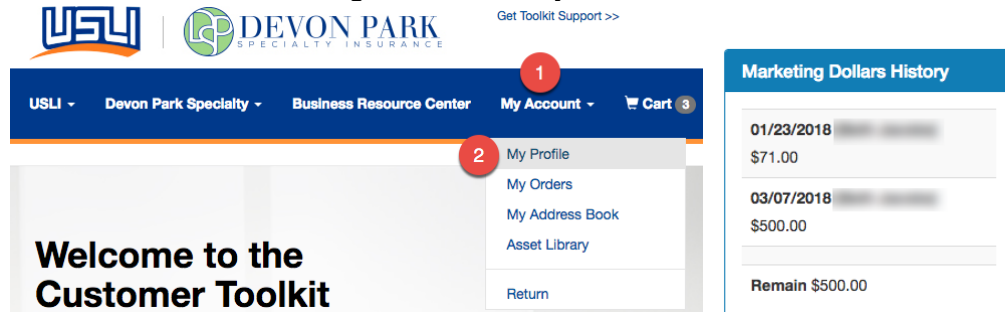 USLI
DEVON PARK
SPECIALTY INSURANCE
Get Toolkit Support >>
1
USLI
Devon Park Specialty
Business Resource Center
My Account
Cart 3
2
My Profile
My Orders
My Address Book
Asset Library
Return
Welcome to the
Customer Toolkit
Marketing Dollars History
01/23/2018
$71.00
03/07/2018
$500.00
Remain $500.00